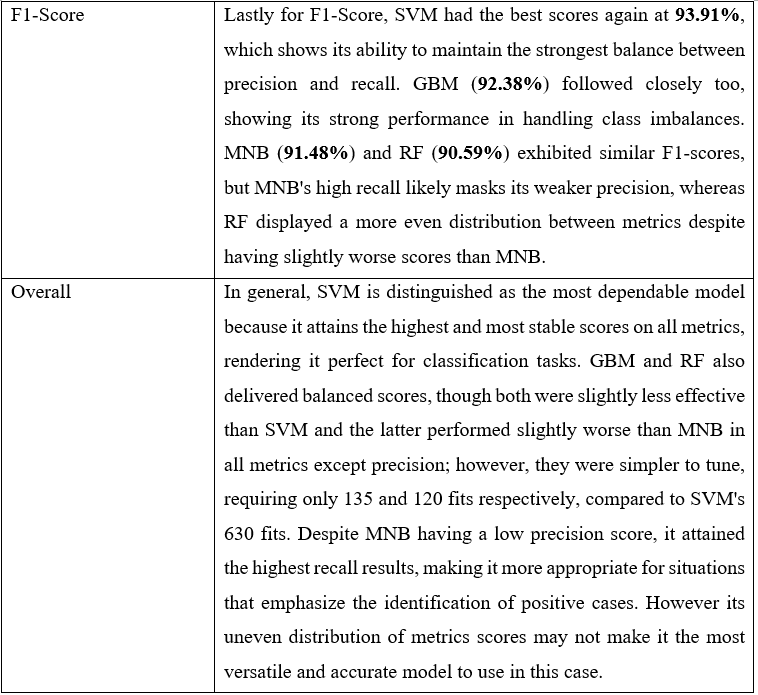 F1-Score
Lastly for F1-Score, SVM had the best scores again at 93.91%,
which shows its ability to maintain the strongest balance between
precision and recall. GBM (92.38%) followed closely too,
showing its strong performance in handling class imbalances.
MNB (91.48%) and RF (90.59%) exhibited similar F1-scores,
but MNB's high recall likely masks its weaker precision, whereas
RF displayed a more even distribution between metrics despite
having slightly worse scores than MNB.
Overall
In general, SVM is distinguished as the most dependable model
because it attains the highest and most stable scores on all metrics,
rendering it perfect for classification tasks. GBM and RF also
delivered balanced scores, though both were slightly less effective
than SVM and the latter performed slightly worse than MNB in
all metrics except precision; however, they were simpler to tune,
requiring only 135 and 120 fits respectively, compared to SVM's
630 fits. Despite MNB having a low precision score, it attained
the highest recall results, making it more appropriate for situations
that emphasize the identification of positive cases. However its
uneven distribution of metrics scores may not make it the most
versatile and accurate model to use in this case.